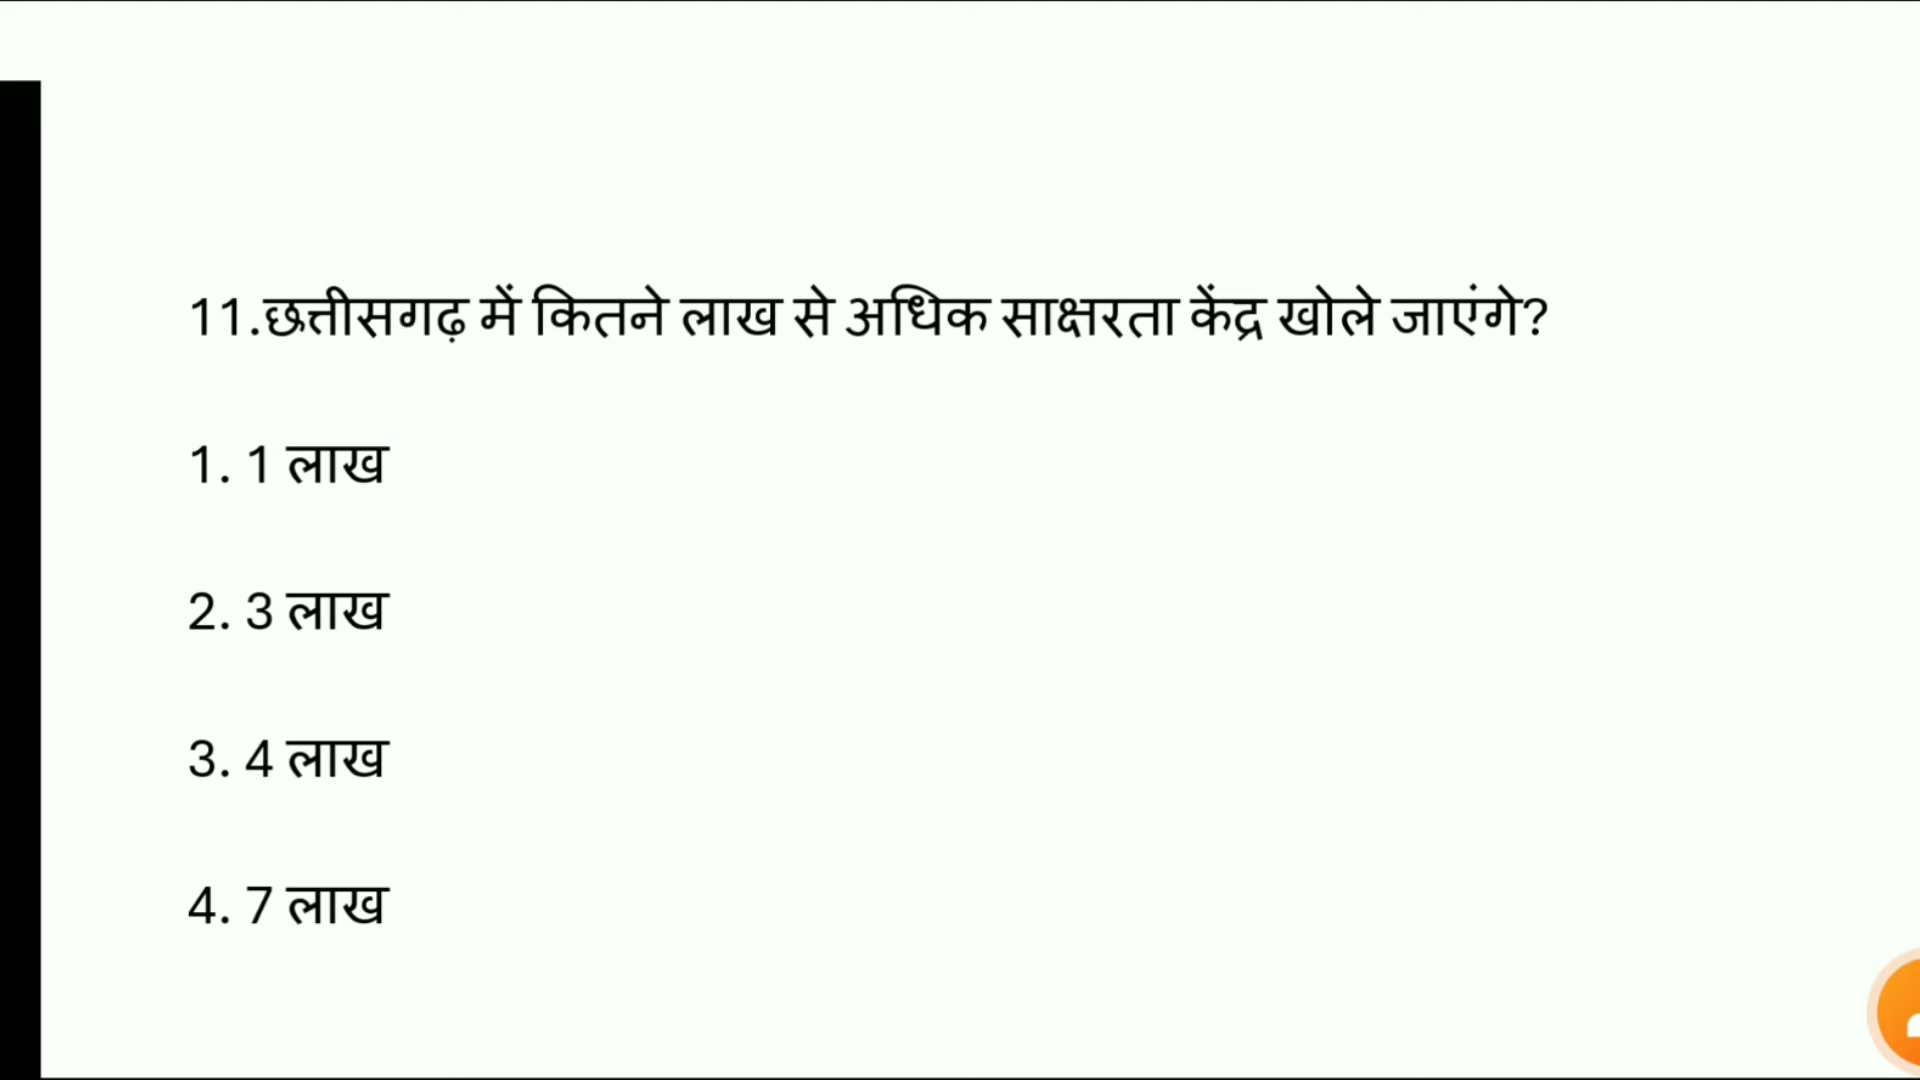 11.छत्तीसगढ़ में कितने लाख से अधिक साक्षरता केंद्र खोले जाएंगे?
1. 1 लाख
2. 3 लाख
3. 4 लाख
4. 7 लाख